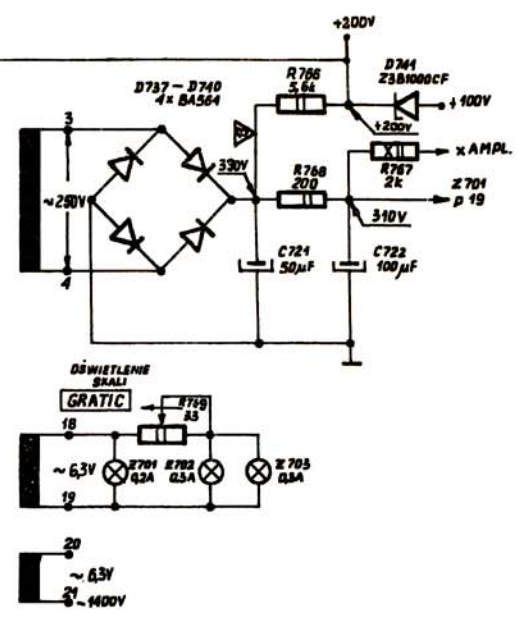 +200V
R766
5,6k
D741
Z3B1000CF
+100V
D737 – D740
4x BA564
3
330V
+200V
x AMPL.
R767
2k
R768
200
Z701
p 19
~250V
310V
4
C721
50µF
C722
100µF
OŚWIETLENIE
SKALI
GRATIC
R769
33
18
~ 6,3V
Ż701
0,2A
Ż702
0,3A
Ż703
0,3A
19
20
~ 6,3V
21
-1400V